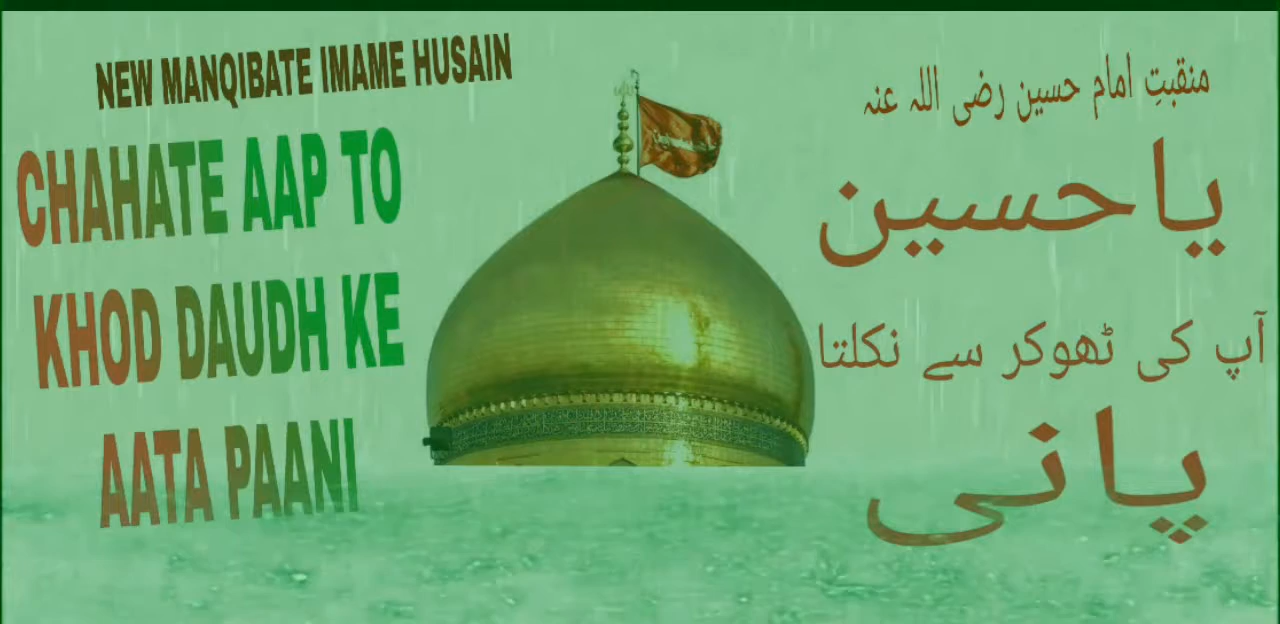 NEW MANQIBATE IMAME HUSAIN
CHAHATE AAP TO
KHOD DAUDH KE
AATA PAANI
منقبتِ امام حسین رضی اللہ عنہ
یاحسین
آپ کی ٹھوکر سے نکلتا
پانی